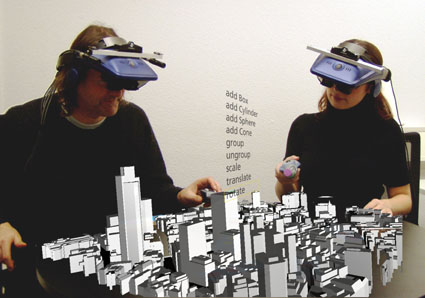 add Box
add Cylinder
add Sphere
add Cone
group
ungroup
scale
translate
rotate